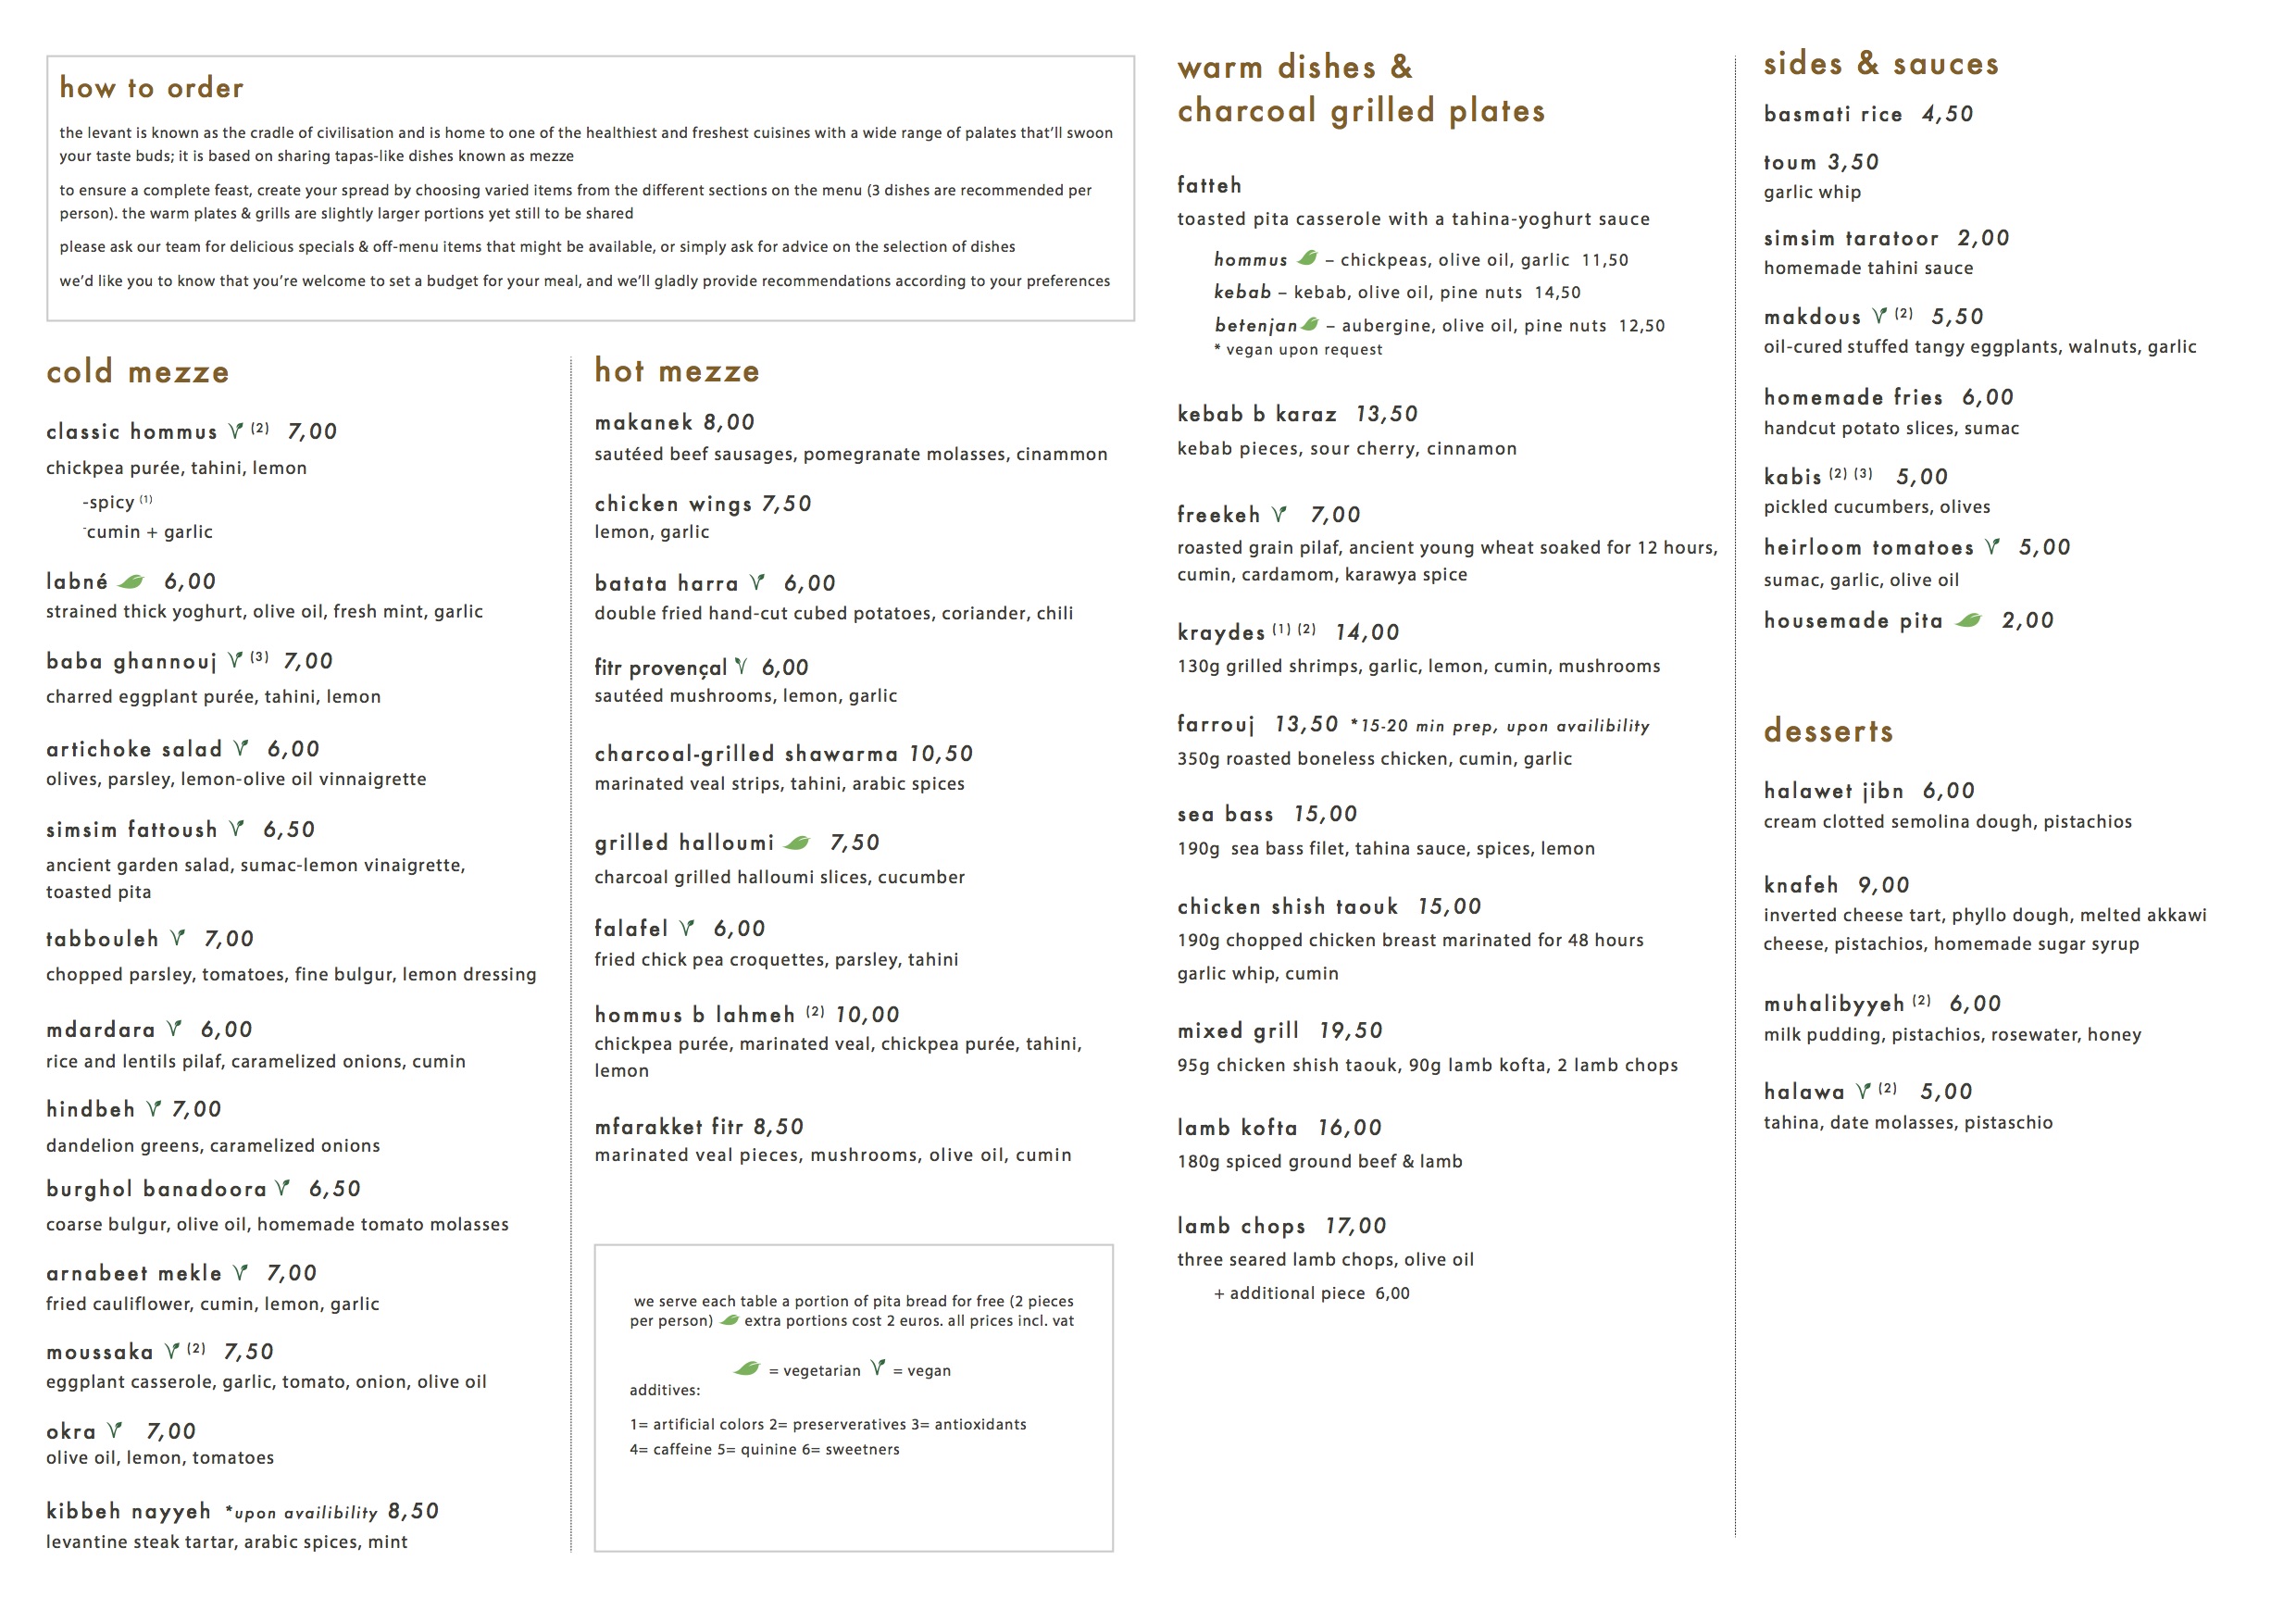 how to order
the levant is known as the cradle of civilisation and is home to one of the healthiest and freshest cuisines with a wide range of palates that'll swoon
your taste buds; it is based on sharing tapas-like dishes known as mezze
to ensure a complete feast, create your spread by choosing varied items from the different sections on the menu (3 dishes are recommended per
person). the warm plates & grills are slightly larger portions yet still to be shared
please ask our team for delicious specials & off-menu items that might be available, or simply ask for advice on the selection of dishes
we'd like you to know that you're welcome to set a budget for your meal, and we'll gladly provide recommendations according to your preferences
cold mezze
classic hommus (2) 7,00
chickpea purée, tahini, lemon
-spicy (1)
-cumin + garlic
labné 6,00
strained thick yoghurt, olive oil, fresh mint, garlic
baba ghannouj (3) 7,00
charred eggplant purée, tahini, lemon
artichoke salad 6,00
olives, parsley, lemon-olive oil vinnaigrette
simsim fattoush 6,50
ancient garden salad, sumac-lemon vinaigrette,
toasted pita
tabbouleh 7,00
chopped parsley, tomatoes, fine bulgur, lemon dressing
mdardara 6,00
rice and lentils pilaf, caramelized onions, cumin
hindbeh 7,00
dandelion greens, caramelized onions
burghol banadoora 6,50
coarse bulgur, olive oil, homemade tomato molasses
arnabeet mekle 7,00
fried cauliflower, cumin, lemon, garlic
moussaka (2) 7,50
eggplant casserole, garlic, tomato, onion, olive oil
okra 7,00
olive oil, lemon, tomatoes
kibbeh nayyeh *upon availibility 8,50
levantine steak tartar, arabic spices, mint
hot mezze
makanek 8,00
sautéed beef sausages, pomegranate molasses, cinammon
chicken wings 7,50
lemon, garlic
batata harra 6,00
double fried hand-cut cubed potatoes, coriander, chili
fitr provençal 6,00
sautéed mushrooms, lemon, garlic
charcoal-grilled shawarma 10,50
marinated veal strips, tahini, arabic spices
grilled halloumi 7,50
charcoal grilled halloumi slices, cucumber
falafel 6,00
fried chick pea croquettes, parsley, tahini
hommus b lahmeh (2) 10,00
chickpea purée, marinated veal, chickpea purée, tahini,
lemon
mfarakket fitr 8,50
marinated veal pieces, mushrooms, olive oil, cumin
we serve each table a portion of pita bread for free (2 pieces
per person) extra portions cost 2 euros. all prices incl. vat
= vegetarian = vegan
additives:
1= artificial colors 2= preserveratives 3= antioxidants
4= caffeine 5= quinine 6= sweetners
warm dishes &
charcoal grilled plates
fatteh
toasted pita casserole with a tahina-yoghurt sauce
hommus – chickpeas, olive oil, garlic 11,50
kebab – kebab, olive oil, pine nuts 14,50
betenjan – aubergine, olive oil, pine nuts 12,50
* vegan upon request
kebab b karaz 13,50
kebab pieces, sour cherry, cinnamon
freekeh 7,00
roasted grain pilaf, ancient young wheat soaked for 12 hours,
cumin, cardamom, karawya spice
kraydes (1) (2) 14,00
130g grilled shrimps, garlic, lemon, cumin, mushrooms
farrouj 13,50 *15-20 min prep, upon availibility
350g roasted boneless chicken, cumin, garlic
sea bass 15,00
190g sea bass filet, tahina sauce, spices, lemon
chicken shish taouk 15,00
190g chopped chicken breast marinated for 48 hours
garlic whip, cumin
mixed grill 19,50
95g chicken shish taouk, 90g lamb kofta, 2 lamb chops
lamb kofta 16,00
180g spiced ground beef & lamb
lamb chops 17,00
three seared lamb chops, olive oil
+ additional piece 6,00
sides & sauces
basmati rice 4,50
toum 3,50
garlic whip
simsim taratoor 2,00
homemade tahini sauce
makdous (2) 5,50
oil-cured stuffed tangy eggplants, walnuts, garlic
homemade fries 6,00
handcut potato slices, sumac
kabis (2) (3) 5,00
pickled cucumbers, olives
heirloom tomatoes 5,00
sumac, garlic, olive oil
housemade pita 2,00
desserts
halawet jibn 6,00
cream clotted semolina dough, pistachios
knafeh 9,00
inverted cheese tart, phyllo dough, melted akkawi
cheese, pistachios, homemade sugar syrup
muhalibyyeh (2) 6,00
milk pudding, pistachios, rosewater, honey
halawa (2) 5,00
tahina, date molasses, pistaschio